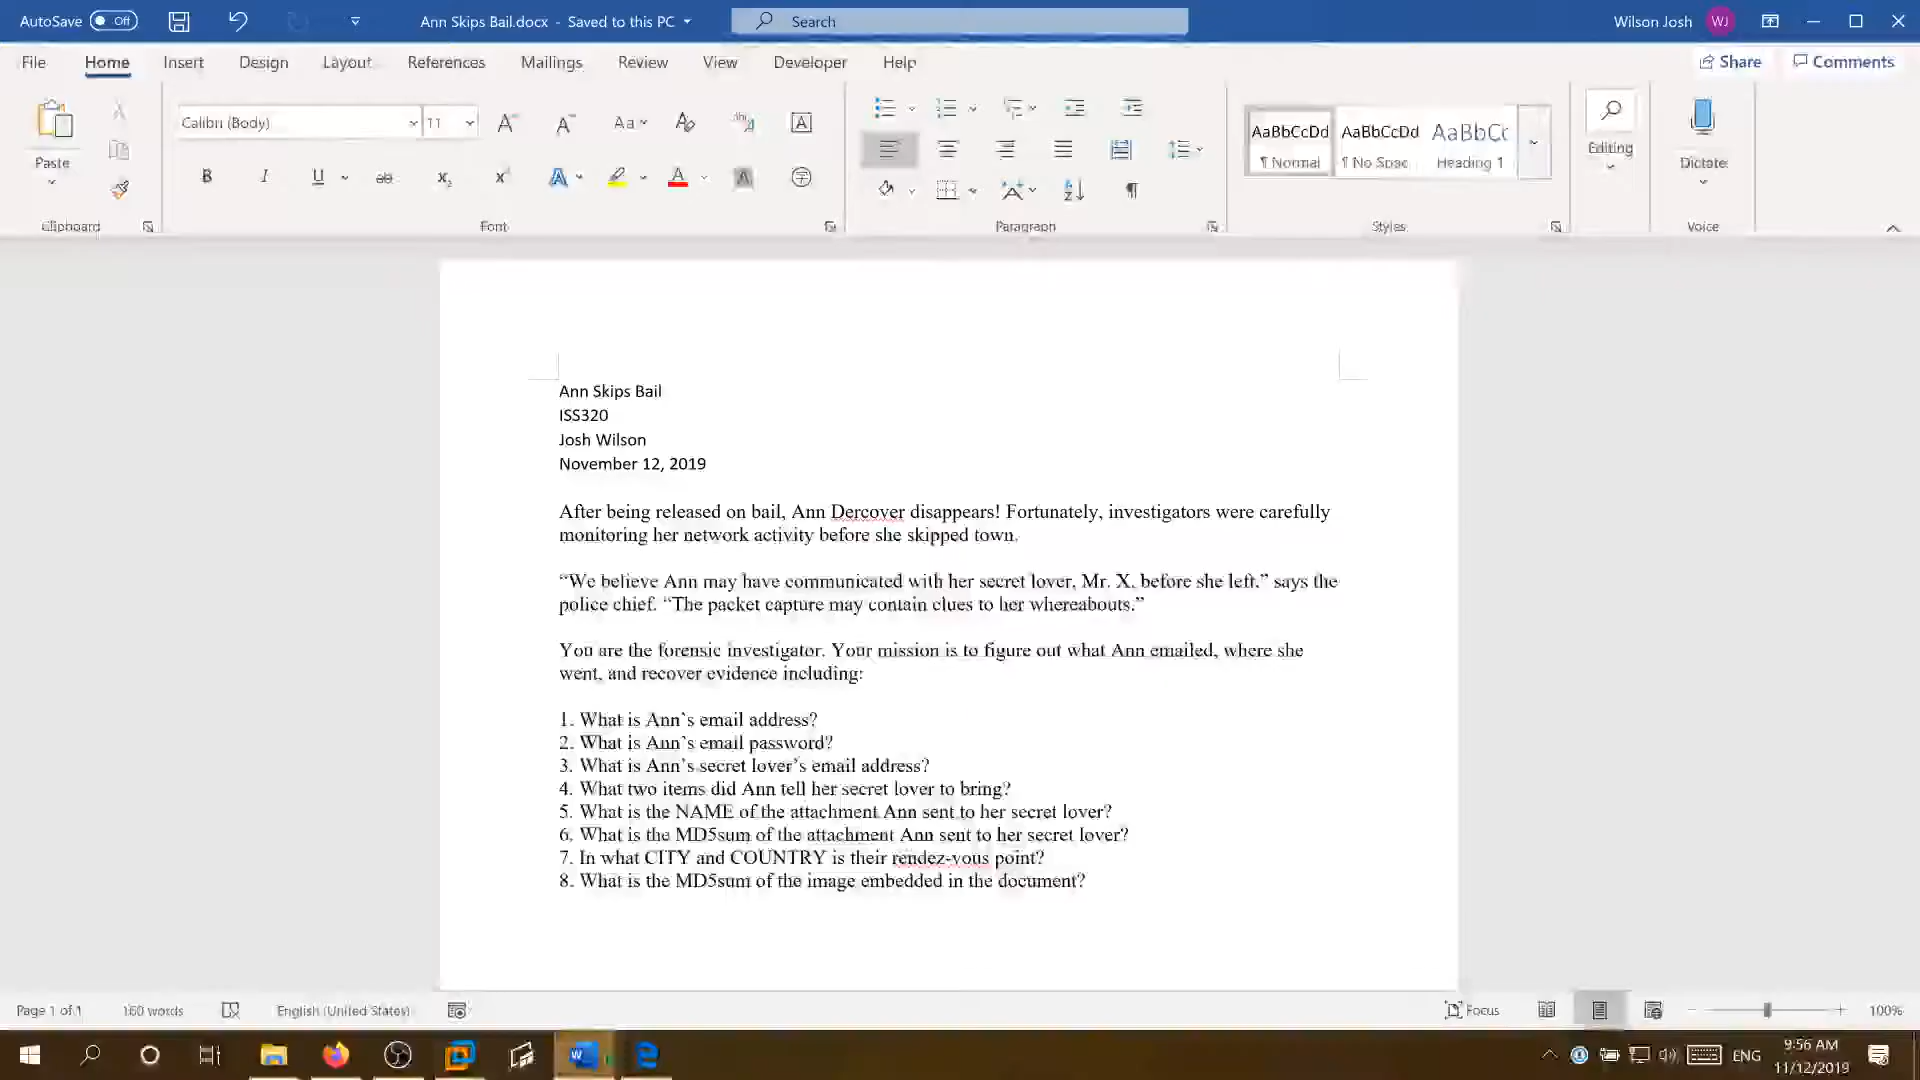 AutoSave Off Ann Skips Bail.docx - Saved to this PC Search Wilson Josh WJ
File Home Insert Design Layout References Mailings Review View Developer Help Share Comments
Calibri (Body) 11 Aa A AaBbCcDd AaBbCcDd AaBbCc
Paste ¶ Normal ¶ No Spac... Heading 1 Editing Dictate
B I U ab x₂ x² A A A ¶
Clipboard Font Paragraph Styles Voice
Ann Skips Bail
ISS320
Josh Wilson
November 12, 2019
After being released on bail, Ann Dercover disappears! Fortunately, investigators were carefully
monitoring her network activity before she skipped town.
“We believe Ann may have communicated with her secret lover, Mr. X, before she left,” says the
police chief. “The packet capture may contain clues to her whereabouts.”
You are the forensic investigator. Your mission is to figure out what Ann emailed, where she
went, and recover evidence including:
1. What is Ann’s email address?
2. What is Ann’s email password?
3. What is Ann’s secret lover’s email address?
4. What two items did Ann tell her secret lover to bring?
5. What is the NAME of the attachment Ann sent to her secret lover?
6. What is the MD5sum of the attachment Ann sent to her secret lover?
7. In what CITY and COUNTRY is their rendez-vous point?
8. What is the MD5sum of the image embedded in the document?
Page 1 of 1 160 words English (United States) Focus 100%
ENG 9:56 AM
11/12/2019